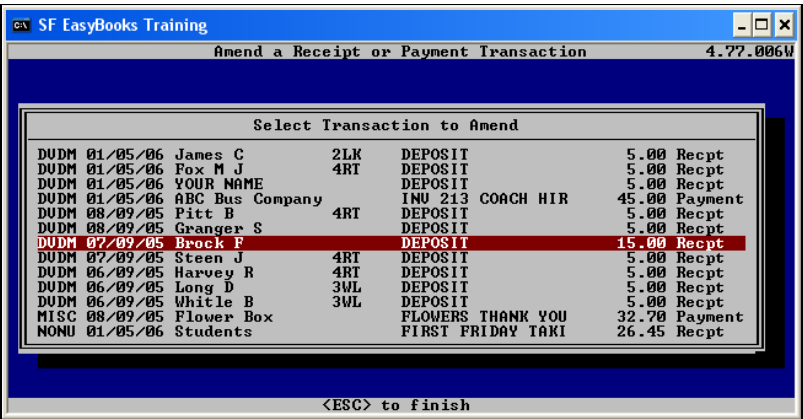 SF EasyBooks Training
Amend a Receipt or Payment Transaction 4.77.006W
Select Transaction to Amend
DVDM 01/05/06 James C 2LK DEPOSIT 5.00 Recpt
DVDM 01/05/06 Fox M J 4RT DEPOSIT 5.00 Recpt
DVDM 01/05/06 YOUR NAME DEPOSIT 5.00 Recpt
DVDM 01/05/06 ABC Bus Company INV 213 COACH HIR 45.00 Payment
DVDM 08/09/05 Pitt B 4RT DEPOSIT 5.00 Recpt
DVDM 08/09/05 Granger S DEPOSIT 5.00 Recpt
DVDM 07/09/05 Brock F DEPOSIT 15.00 Recpt
DVDM 07/09/05 Steen J 4RT DEPOSIT 5.00 Recpt
DVDM 06/09/05 Harvey R 4RT DEPOSIT 5.00 Recpt
DVDM 06/09/05 Long D 3WL DEPOSIT 5.00 Recpt
DVDM 06/09/05 Whitle B 3WL DEPOSIT 5.00 Recpt
MISC 08/09/05 Flower Box FLOWERS THANK YOU 32.70 Payment
NONU 01/05/06 Students FIRST FRIDAY TAKI 26.45 Recpt
<ESC> to finish